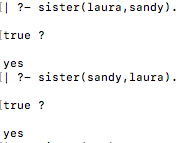 | ?- sister(laura,sandy).
true ?
yes
| ?- sister(sandy,laura).
true ?
yes